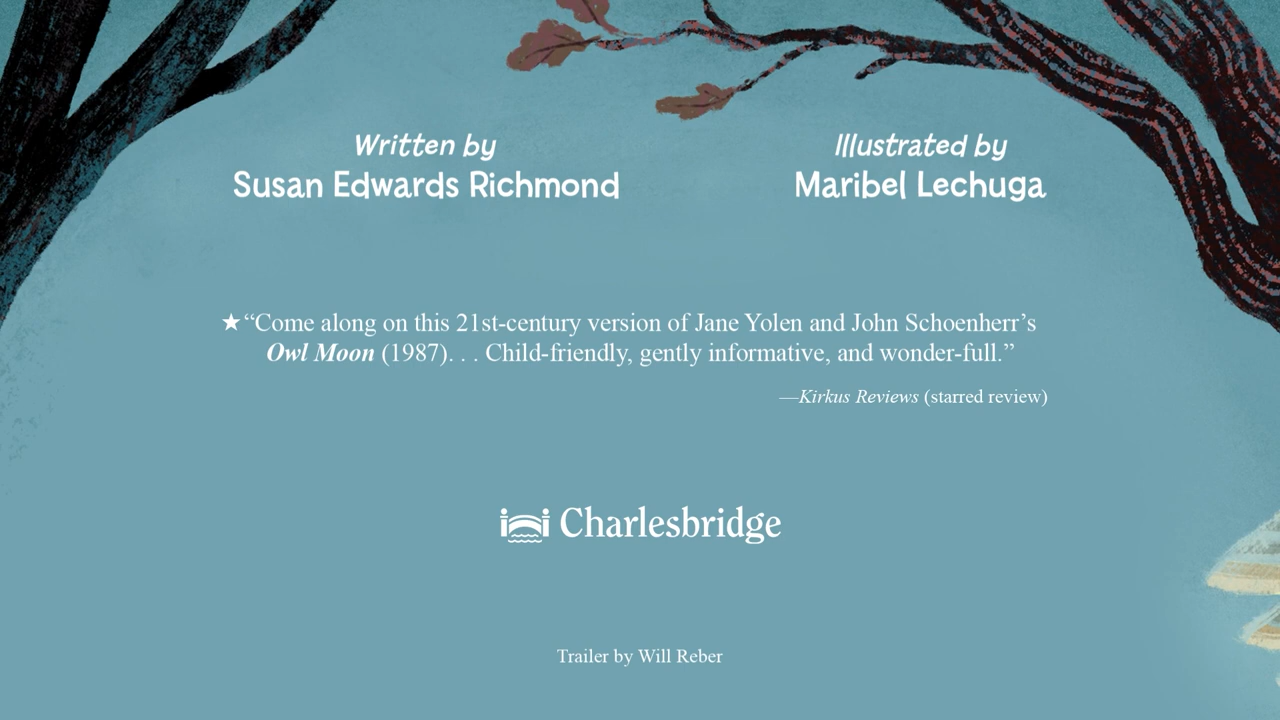 Written by
Susan Edwards Richmond
Illustrated by
Maribel Lechuga
★“Come along on this 21st-century version of Jane Yolen and John Schoenherr’s
Owl Moon (1987). . . Child-friendly, gently informative, and wonder-full.”
—Kirkus Reviews (starred review)
Charlesbridge
Trailer by Will Reber